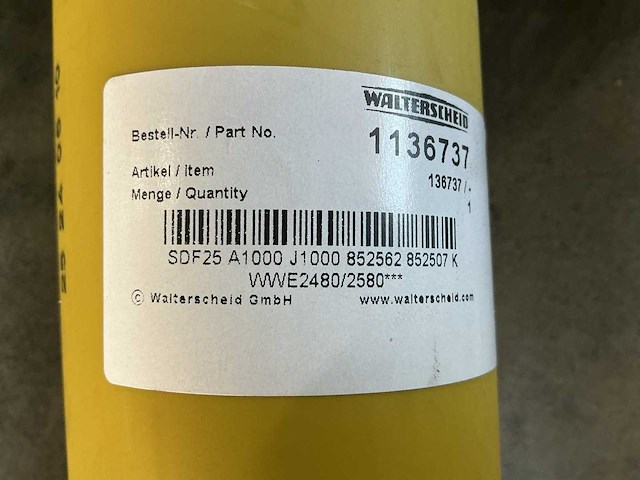 WALTERSCHEID
Bestell-Nr. / Part No. 1136737
Artikel / Item 136737 / -
Menge / Quantity 1
SDF25 A1000 J1000 852562 852507 K
WWE2480/2580***
© Walterscheid GmbH www.walterscheid.com